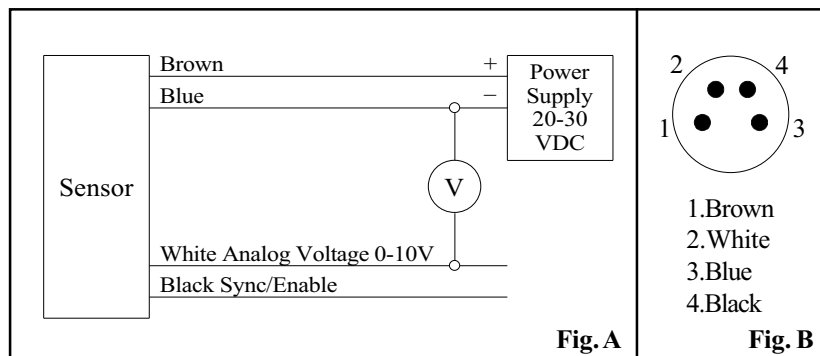 Brown
+
Power
Supply
20-30
VDC
Blue
−
V
Sensor
White Analog Voltage 0-10V
Black Sync/Enable
Fig. A
2
4
1
3
1.Brown
2.White
3.Blue
4.Black
Fig. B